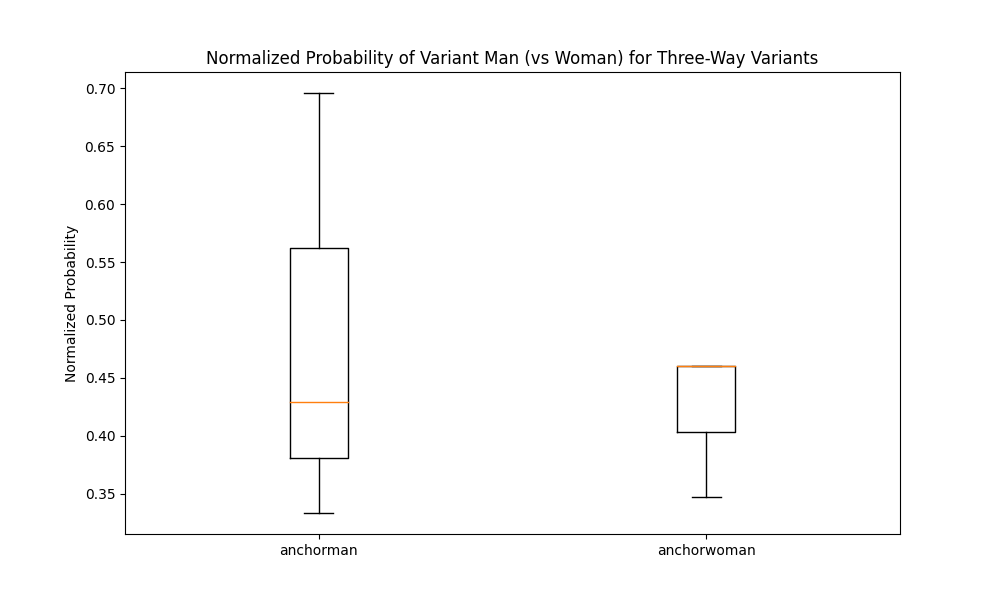 Normalized Probability of Variant Man (vs Woman) for Three-Way Variants
Normalized Probability
0.70
0.65
0.60
0.55
0.50
0.45
0.40
0.35
anchorman
anchorwoman